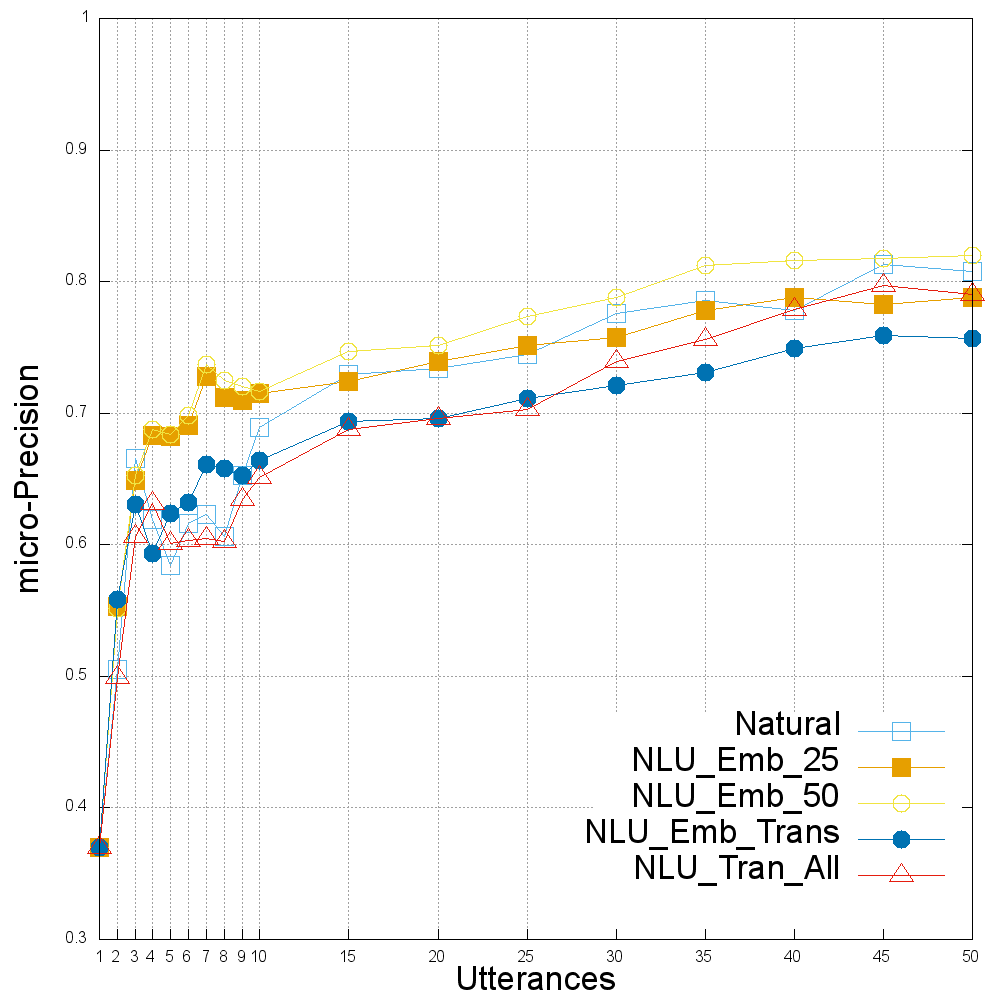 1
0.9
0.8
0.7
0.6
0.5
0.4
0.3
micro-Precision
Natural
NLU_Emb_25
NLU_Emb_50
NLU_Emb_Trans
NLU_Tran_All
1 2 3 4 5 6 7 8 9 10 15 20 25 30 35 40 45 50
Utterances